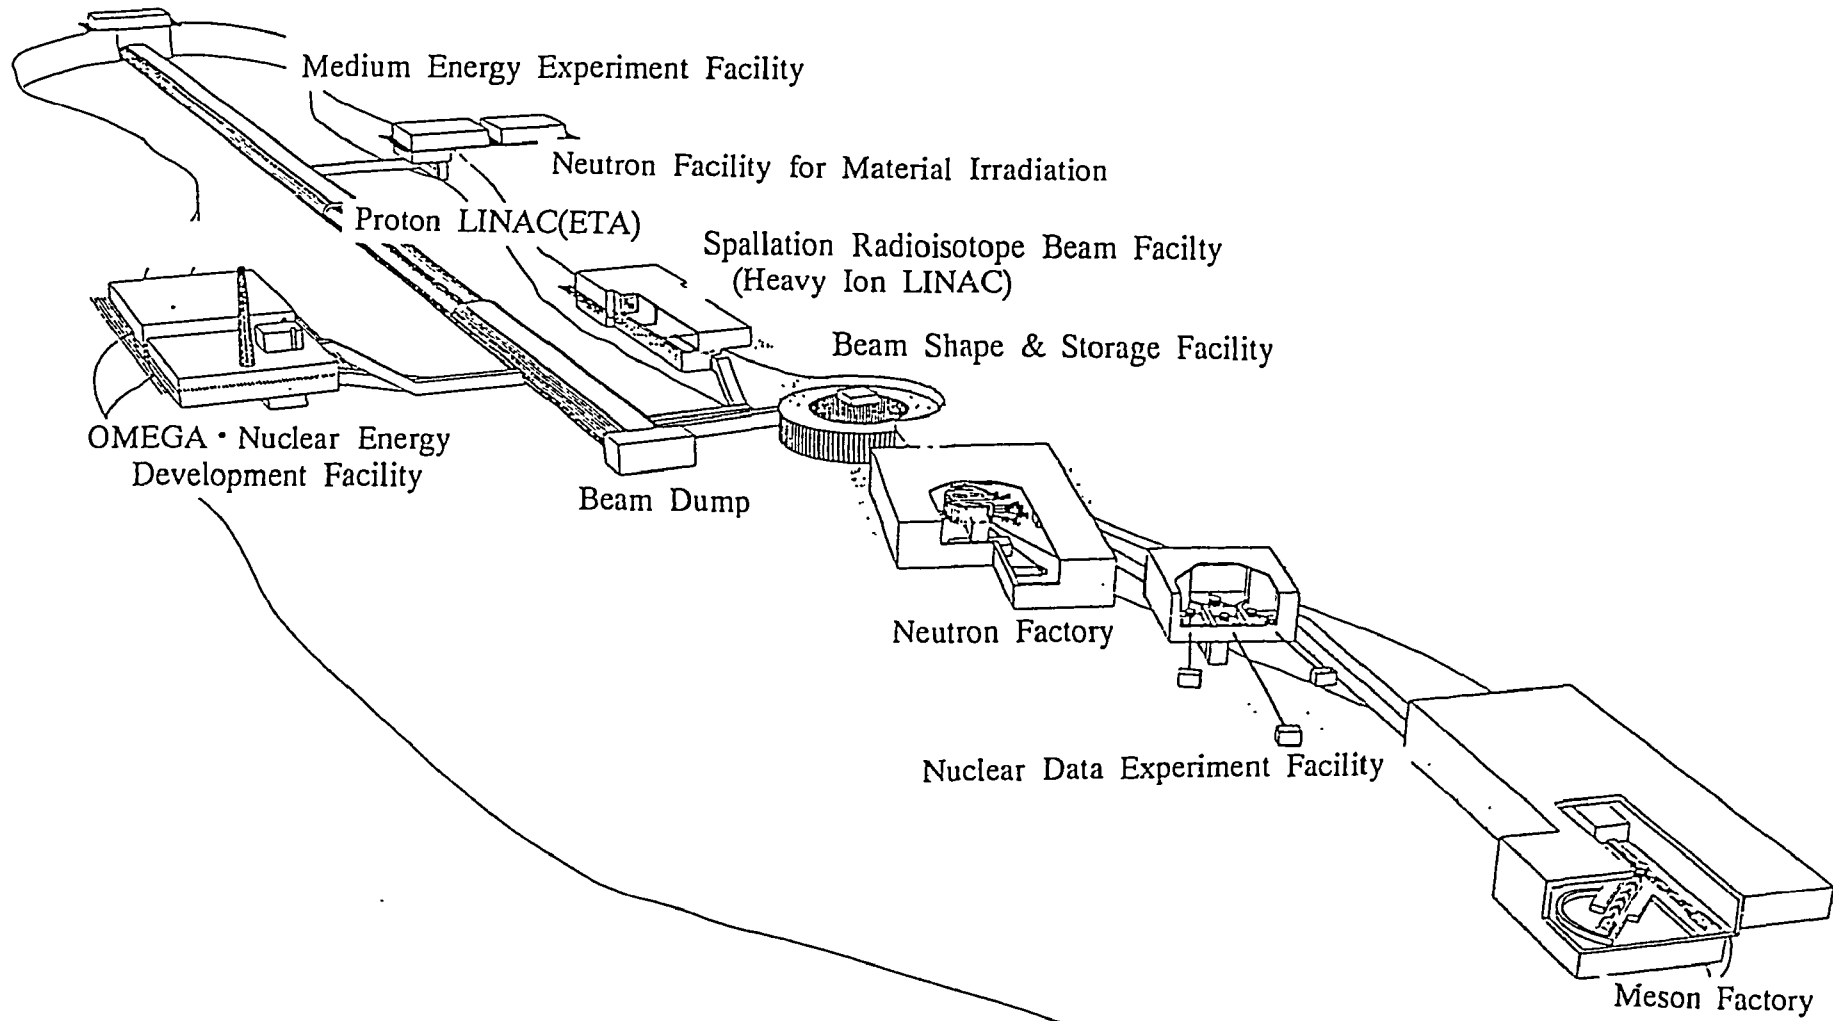 Medium Energy Experiment Facility
Neutron Facility for Material Irradiation
Proton LINAC(ETA)
Spallation Radioisotope Beam Facilty
(Heavy Ion LINAC)
Beam Shape & Storage Facility
OMEGA・Nuclear Energy
Development Facility
Beam Dump
Neutron Factory
Nuclear Data Experiment Facility
Meson Factory